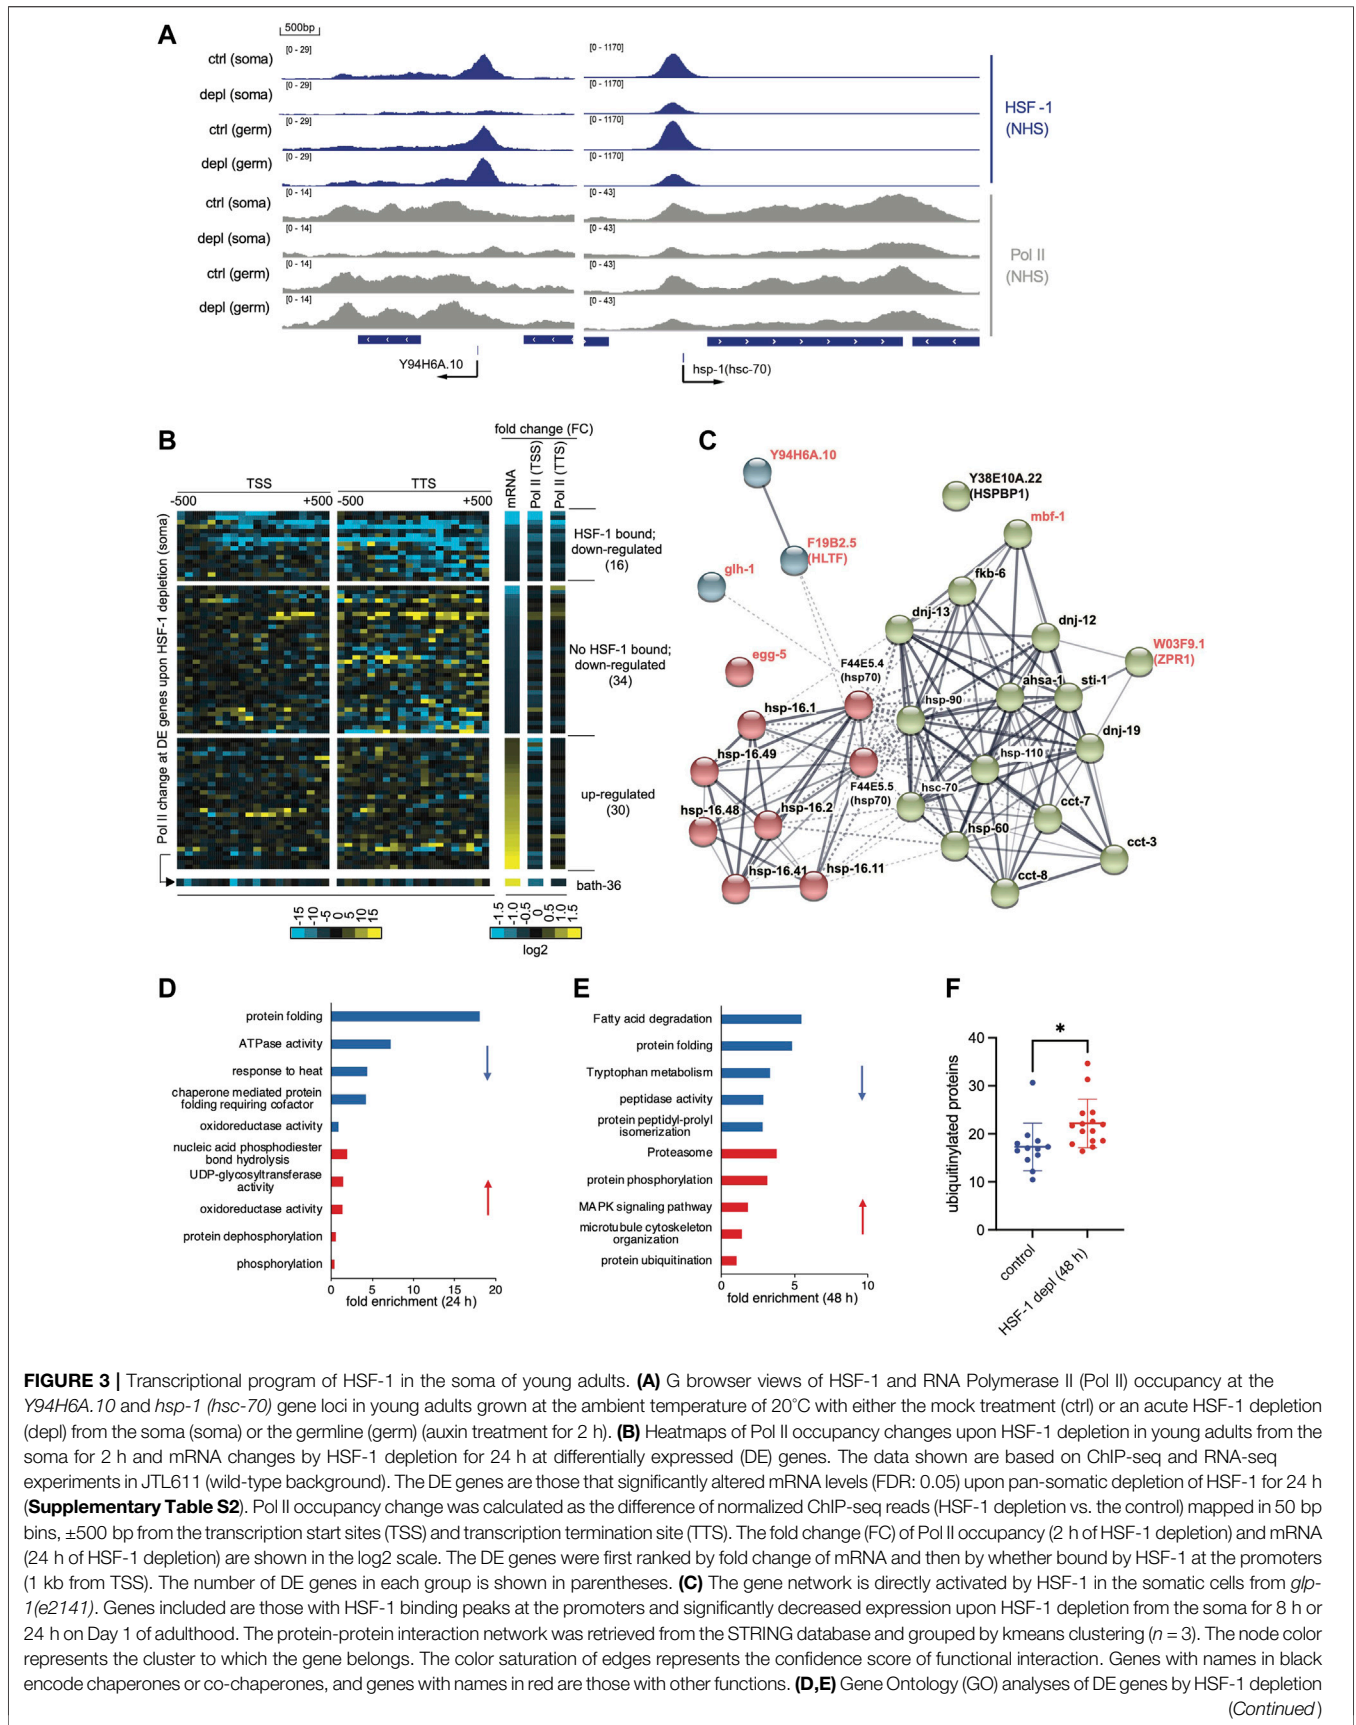 A
500bp
ctrl (soma)
[0 - 29]
[0 - 1170]
depl (soma)
[0 - 29]
[0 - 1170]
ctrl (germ)
[0 - 29]
[0 - 1170]
depl (germ)
[0 - 29]
[0 - 1170]
HSF -1
(NHS)
ctrl (soma)
[0 - 14]
[0 - 43]
depl (soma)
[0 - 14]
[0 - 43]
ctrl (germ)
[0 - 14]
[0 - 43]
depl (germ)
[0 - 14]
[0 - 43]
Pol II
(NHS)
Y94H6A.10
hsp-1(hsc-70)
B
fold change (FC)
TSS
TTS
-500
+500
-500
+500
mRNA
Pol II (TSS)
Pol II (TTS)
Pol II change at DE genes upon HSF-1 depletion (soma)
HSF-1 bound;
down-regulated
(16)
No HSF-1 bound;
down-regulated
(34)
up-regulated
(30)
bath-36
-15
-10
-5
0
5
10
15
-1.5
-1.0
-0.5
0
0.5
1.0
1.5
log2
C
Y94H6A.10
Y38E10A.22
(HSPBP1)
mbf-1
F19B2.5
(HLTF)
glh-1
fkb-6
dnj-13
dnj-12
W03F9.1
(ZPR1)
egg-5
F44E5.4
(hsp70)
ahsa-1
sti-1
hsp-90
hsp-16.1
dnj-19
hsp-16.49
hsp-110
F44E5.5
(hsp70)
hsc-70
hsp-16.48
hsp-16.2
cct-7
hsp-60
cct-3
hsp-16.41
hsp-16.11
cct-8
D
protein folding
ATPase activity
response to heat
chaperone mediated protein
folding requiring cofactor
oxidoreductase activity
nucleic acid phosphodiester
bond hydrolysis
UDP-glycosyltransferase
activity
oxidoreductase activity
protein dephosphorylation
phosphorylation
0 5 10 15 20
fold enrichment (24 h)
E
Fatty acid degradation
protein folding
Tryptophan metabolism
peptidase activity
protein peptidyl-prolyl
isomerization
Proteasome
protein phosphorylation
MAPK signaling pathway
microtubule cytoskeleton
organization
protein ubiquitination
0 5 10
fold enrichment (48 h)
F
ubiquitinylated proteins
40
30
20
10
0
*
control
HSF-1 depl (48 h)
FIGURE 3 | Transcriptional program of HSF-1 in the soma of young adults. (A) G browser views of HSF-1 and RNA Polymerase II (Pol II) occupancy at the
Y94H6A.10 and hsp-1 (hsc-70) gene loci in young adults grown at the ambient temperature of 20°C with either the mock treatment (ctrl) or an acute HSF-1 depletion
(depl) from the soma (soma) or the germline (germ) (auxin treatment for 2 h). (B) Heatmaps of Pol II occupancy changes upon HSF-1 depletion in young adults from the
soma for 2 h and mRNA changes by HSF-1 depletion for 24 h at differentially expressed (DE) genes. The data shown are based on ChIP-seq and RNA-seq
experiments in JTL611 (wild-type background). The DE genes are those that significantly altered mRNA levels (FDR: 0.05) upon pan-somatic depletion of HSF-1 for 24 h
(Supplementary Table S2). Pol II occupancy change was calculated as the difference of normalized ChIP-seq reads (HSF-1 depletion vs. the control) mapped in 50 bp
bins, ±500 bp from the transcription start sites (TSS) and transcription termination site (TTS). The fold change (FC) of Pol II occupancy (2 h of HSF-1 depletion) and mRNA
(24 h of HSF-1 depletion) are shown in the log2 scale. The DE genes were first ranked by fold change of mRNA and then by whether bound by HSF-1 at the promoters
(1 kb from TSS). The number of DE genes in each group is shown in parentheses. (C) The gene network is directly activated by HSF-1 in the somatic cells from glp-
1(e2141). Genes included are those with HSF-1 binding peaks at the promoters and significantly decreased expression upon HSF-1 depletion from the soma for 8 h or
24 h on Day 1 of adulthood. The protein-protein interaction network was retrieved from the STRING database and grouped by kmeans clustering (n = 3). The node color
represents the cluster to which the gene belongs. The color saturation of edges represents the confidence score of functional interaction. Genes with names in black
encode chaperones or co-chaperones, and genes with names in red are those with other functions. (D,E) Gene Ontology (GO) analyses of DE genes by HSF-1 depletion
(Continued)